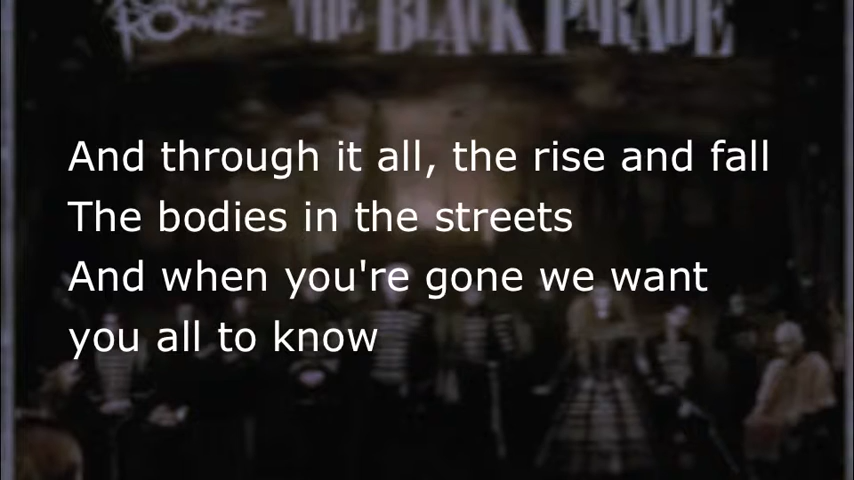 ROMANCE THE BLACK PARADE
And through it all, the rise and fall
The bodies in the streets
And when you're gone we want
you all to know